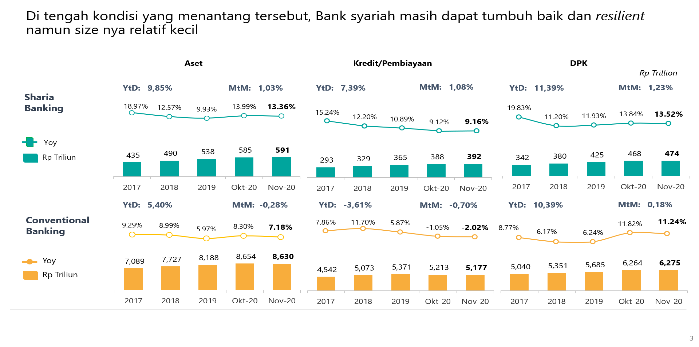 Di tengah kondisi yang menantang tersebut, Bank syariah masih dapat tumbuh baik dan resilient
namun size nya relatif kecil
Aset
Kredit/Pembiayaan
DPK
Rp Trillion
Sharia
Banking
Yoy
Rp Triliun
YtD: 9,85% MtM: 1,03%
18.97% 12.57% 9.93% 13.99% 13.36%
435 490 538 585 591
2017 2018 2019 Okt-20 Nov-20
YtD: 7,39% MtM: 1,08%
15.24% 12.20% 10.89% 9.12% 9.16%
293 329 365 388 392
2017 2018 2019 Okt-20 Nov-20
YtD: 11,39% MtM: 1,23%
19.83% 11.20% 11.93% 13.84% 13.52%
342 380 425 468 474
2017 2018 2019 Okt-20 Nov-20
Conventional
Banking
Yoy
Rp Triliun
YtD: 5,40% MtM: -0,28%
9.29% 8.99% 5.97% 8.30% 7.18%
7,089 7,727 8,188 8,654 8,630
2017 2018 2019 Okt-20 Nov-20
YtD: -3,61% MtM: -0,70%
7.86% 11.70% 5.87% -1.05% -2.02%
4,542 5,073 5,371 5,213 5,177
2017 2018 2019 Okt-20 Nov-20
YtD: 10,39% MtM: 0,18%
8.77% 6.17% 6.24% 11.82% 11.24%
5,040 5,351 5,685 6,264 6,275
2017 2018 2019 Okt-20 Nov-20
3